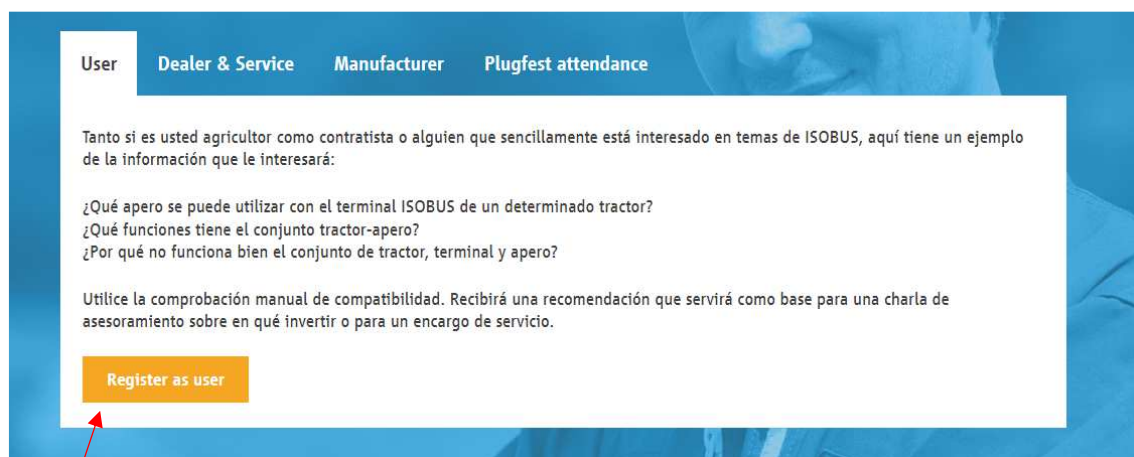 User Dealer & Service Manufacturer Plugfest attendance
Tanto si es usted agricultor como contratista o alguien que sencillamente está interesado en temas de ISOBUS, aquí tiene un ejemplo
de la información que le interesará:
¿Qué apero se puede utilizar con el terminal ISOBUS de un determinado tractor?
¿Qué funciones tiene el conjunto tractor-apero?
¿Por qué no funciona bien el conjunto de tractor, terminal y apero?
Utilice la comprobación manual de compatibilidad. Recibirá una recomendación que servirá como base para una charla de
asesoramiento sobre en qué invertir o para un encargo de servicio.
Register as user